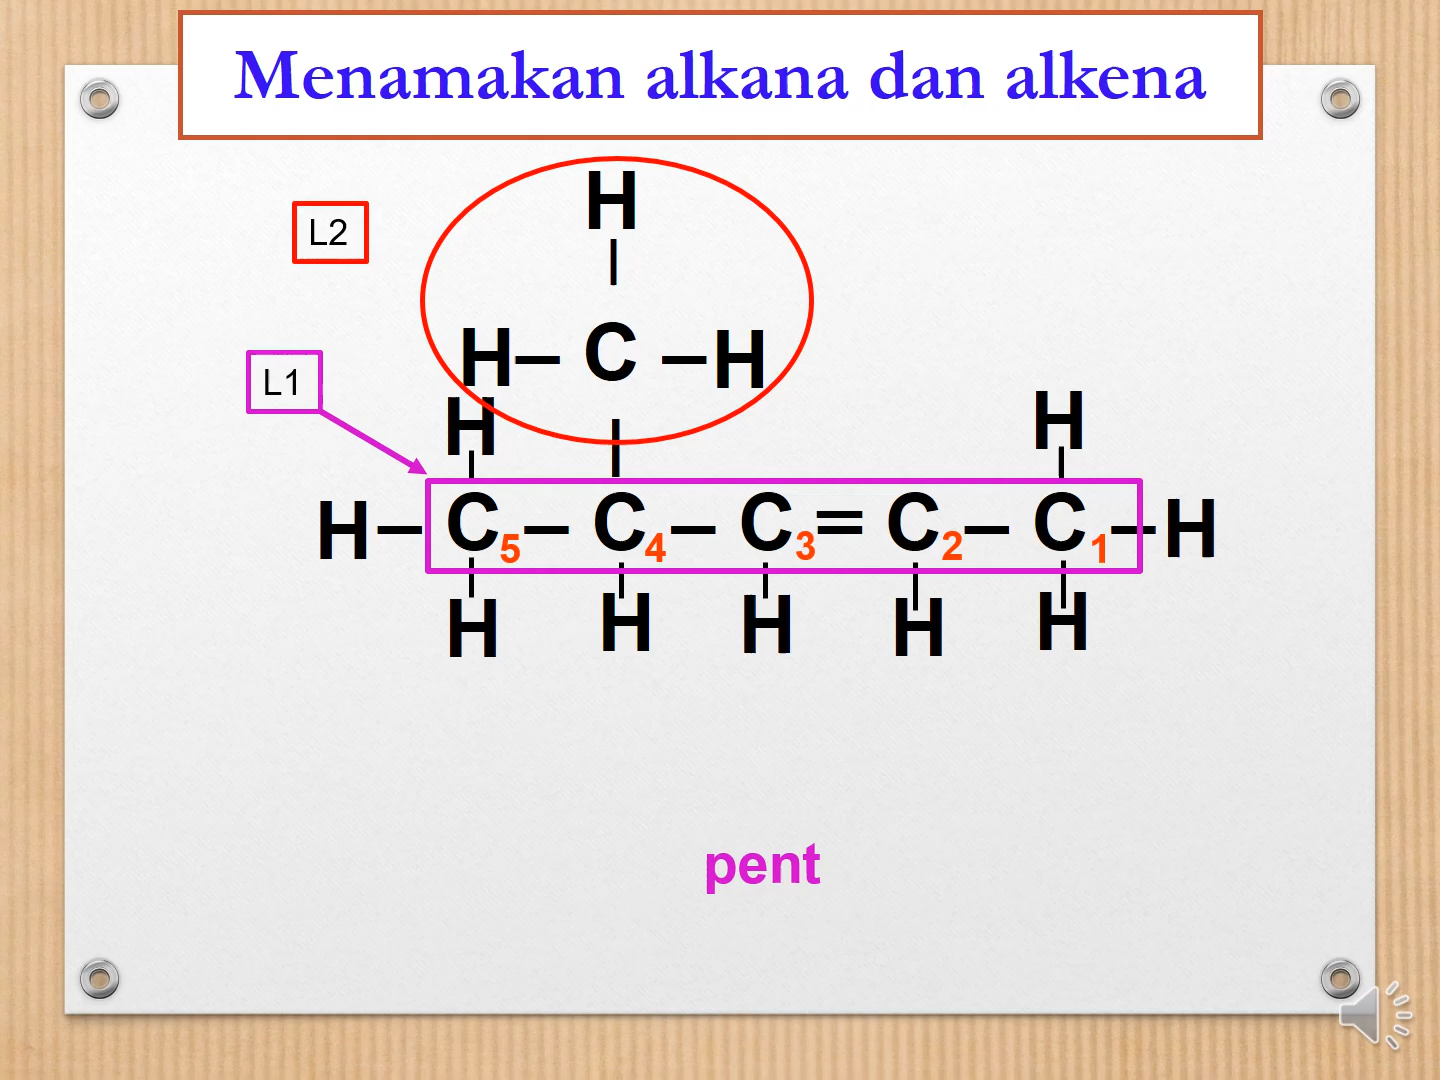 Menamakan alkana dan alkena
H
L2
H– C –H
L1
H H
H–C5–C4–C3=C2–C1–H
H H H H H
pent